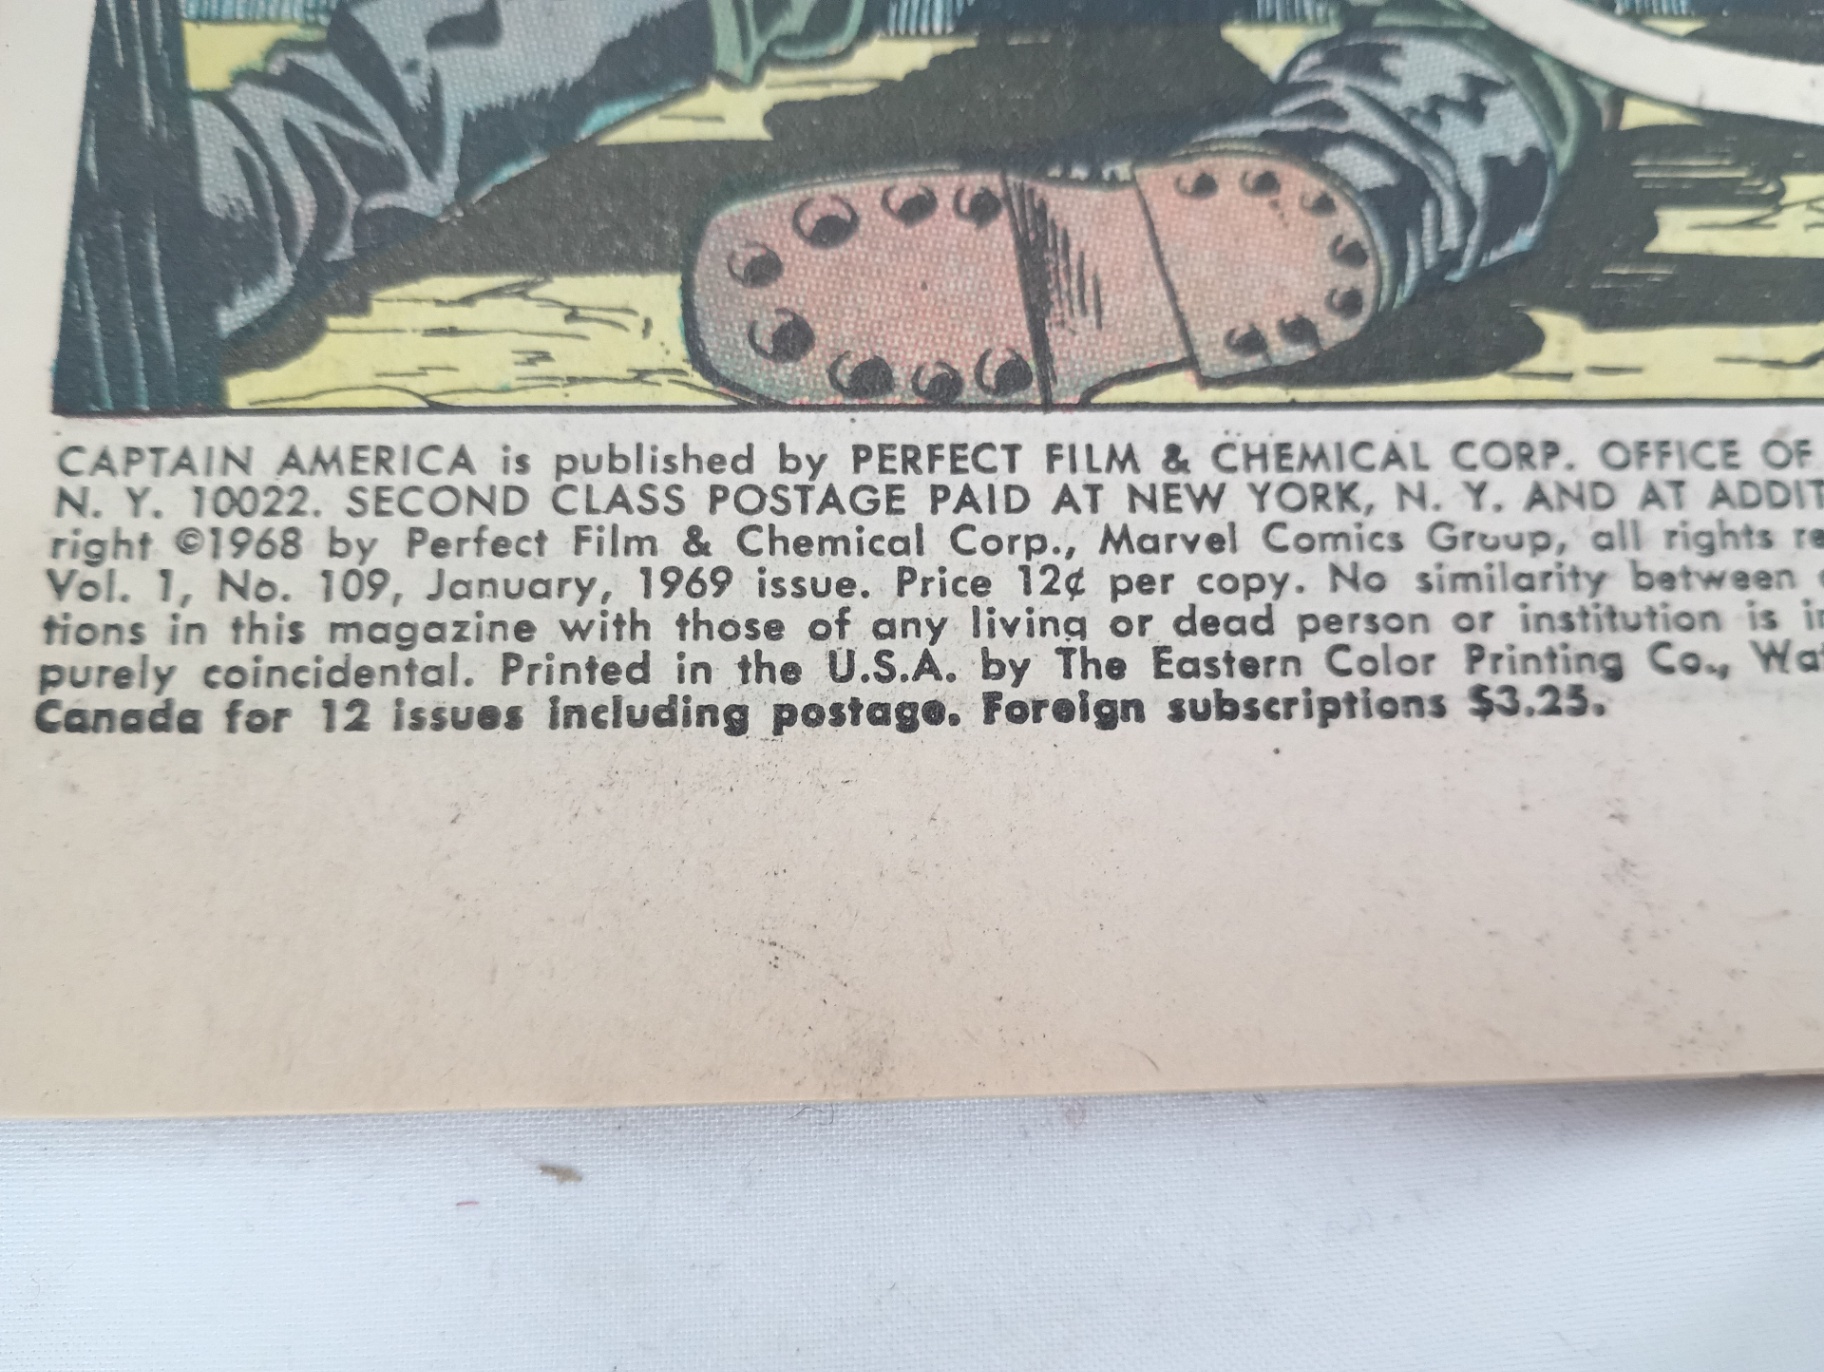 CAPTAIN AMERICA is published by PERFECT FILM & CHEMICAL CORP. OFFICE OF
N. Y. 10022. SECOND CLASS POSTAGE PAID AT NEW YORK, N. Y. AND AT ADDIT
right ©1968 by Perfect Film & Chemical Corp., Marvel Comics Group, all rights re
Vol. 1, No. 109, January, 1969 issue. Price 12¢ per copy. No similarity between
tions in this magazine with those of any living or dead person or institution is in
purely coincidental. Printed in the U.S.A. by The Eastern Color Printing Co., Wat
Canada for 12 issues including postage. Foreign subscriptions $3.25.